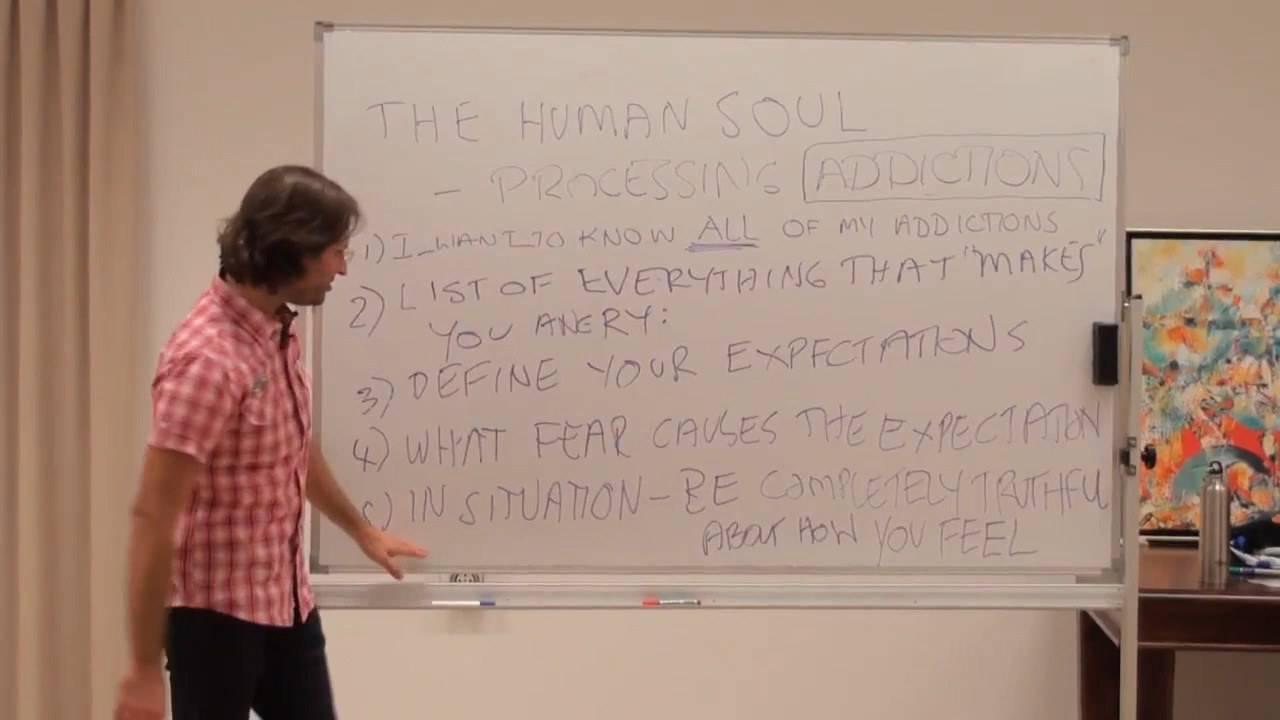 THE HUMAN SOUL
- PROCESSING ADDICTIONS
1) I WANT TO KNOW ALL OF MY ADDICTIONS
2) LIST OF EVERYTHING THAT "MAKES"
YOU ANGRY:
3) DEFINE YOUR EXPECTATIONS
4) WHAT FEAR CAUSES THE EXPECTATION
5) IN SITUATION - BE COMPLETELY TRUTHFUL
ABOUT HOW YOU FEEL